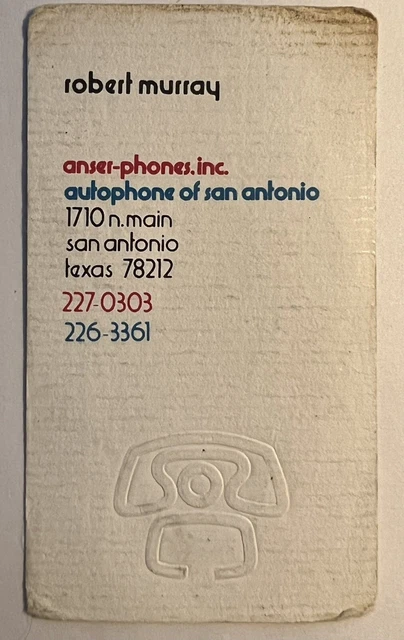 robert murray
anser-phones.inc.
autophone of san antonio
1710 n.main
san antonio
texas 78212
227-0303
226-3361